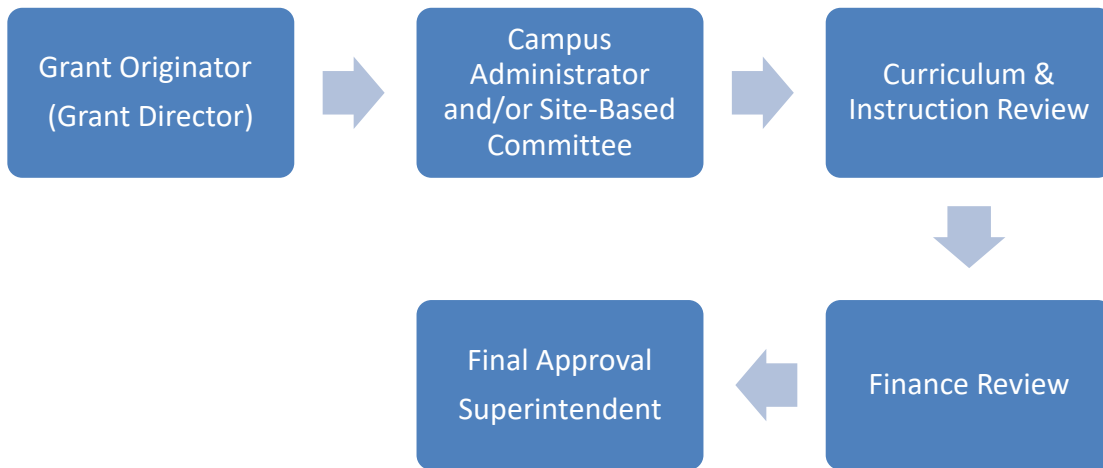 Grant Originator
(Grant Director)
Campus
Administrator
and/or Site-Based
Committee
Curriculum &
Instruction Review
Finance Review
Final Approval
Superintendent